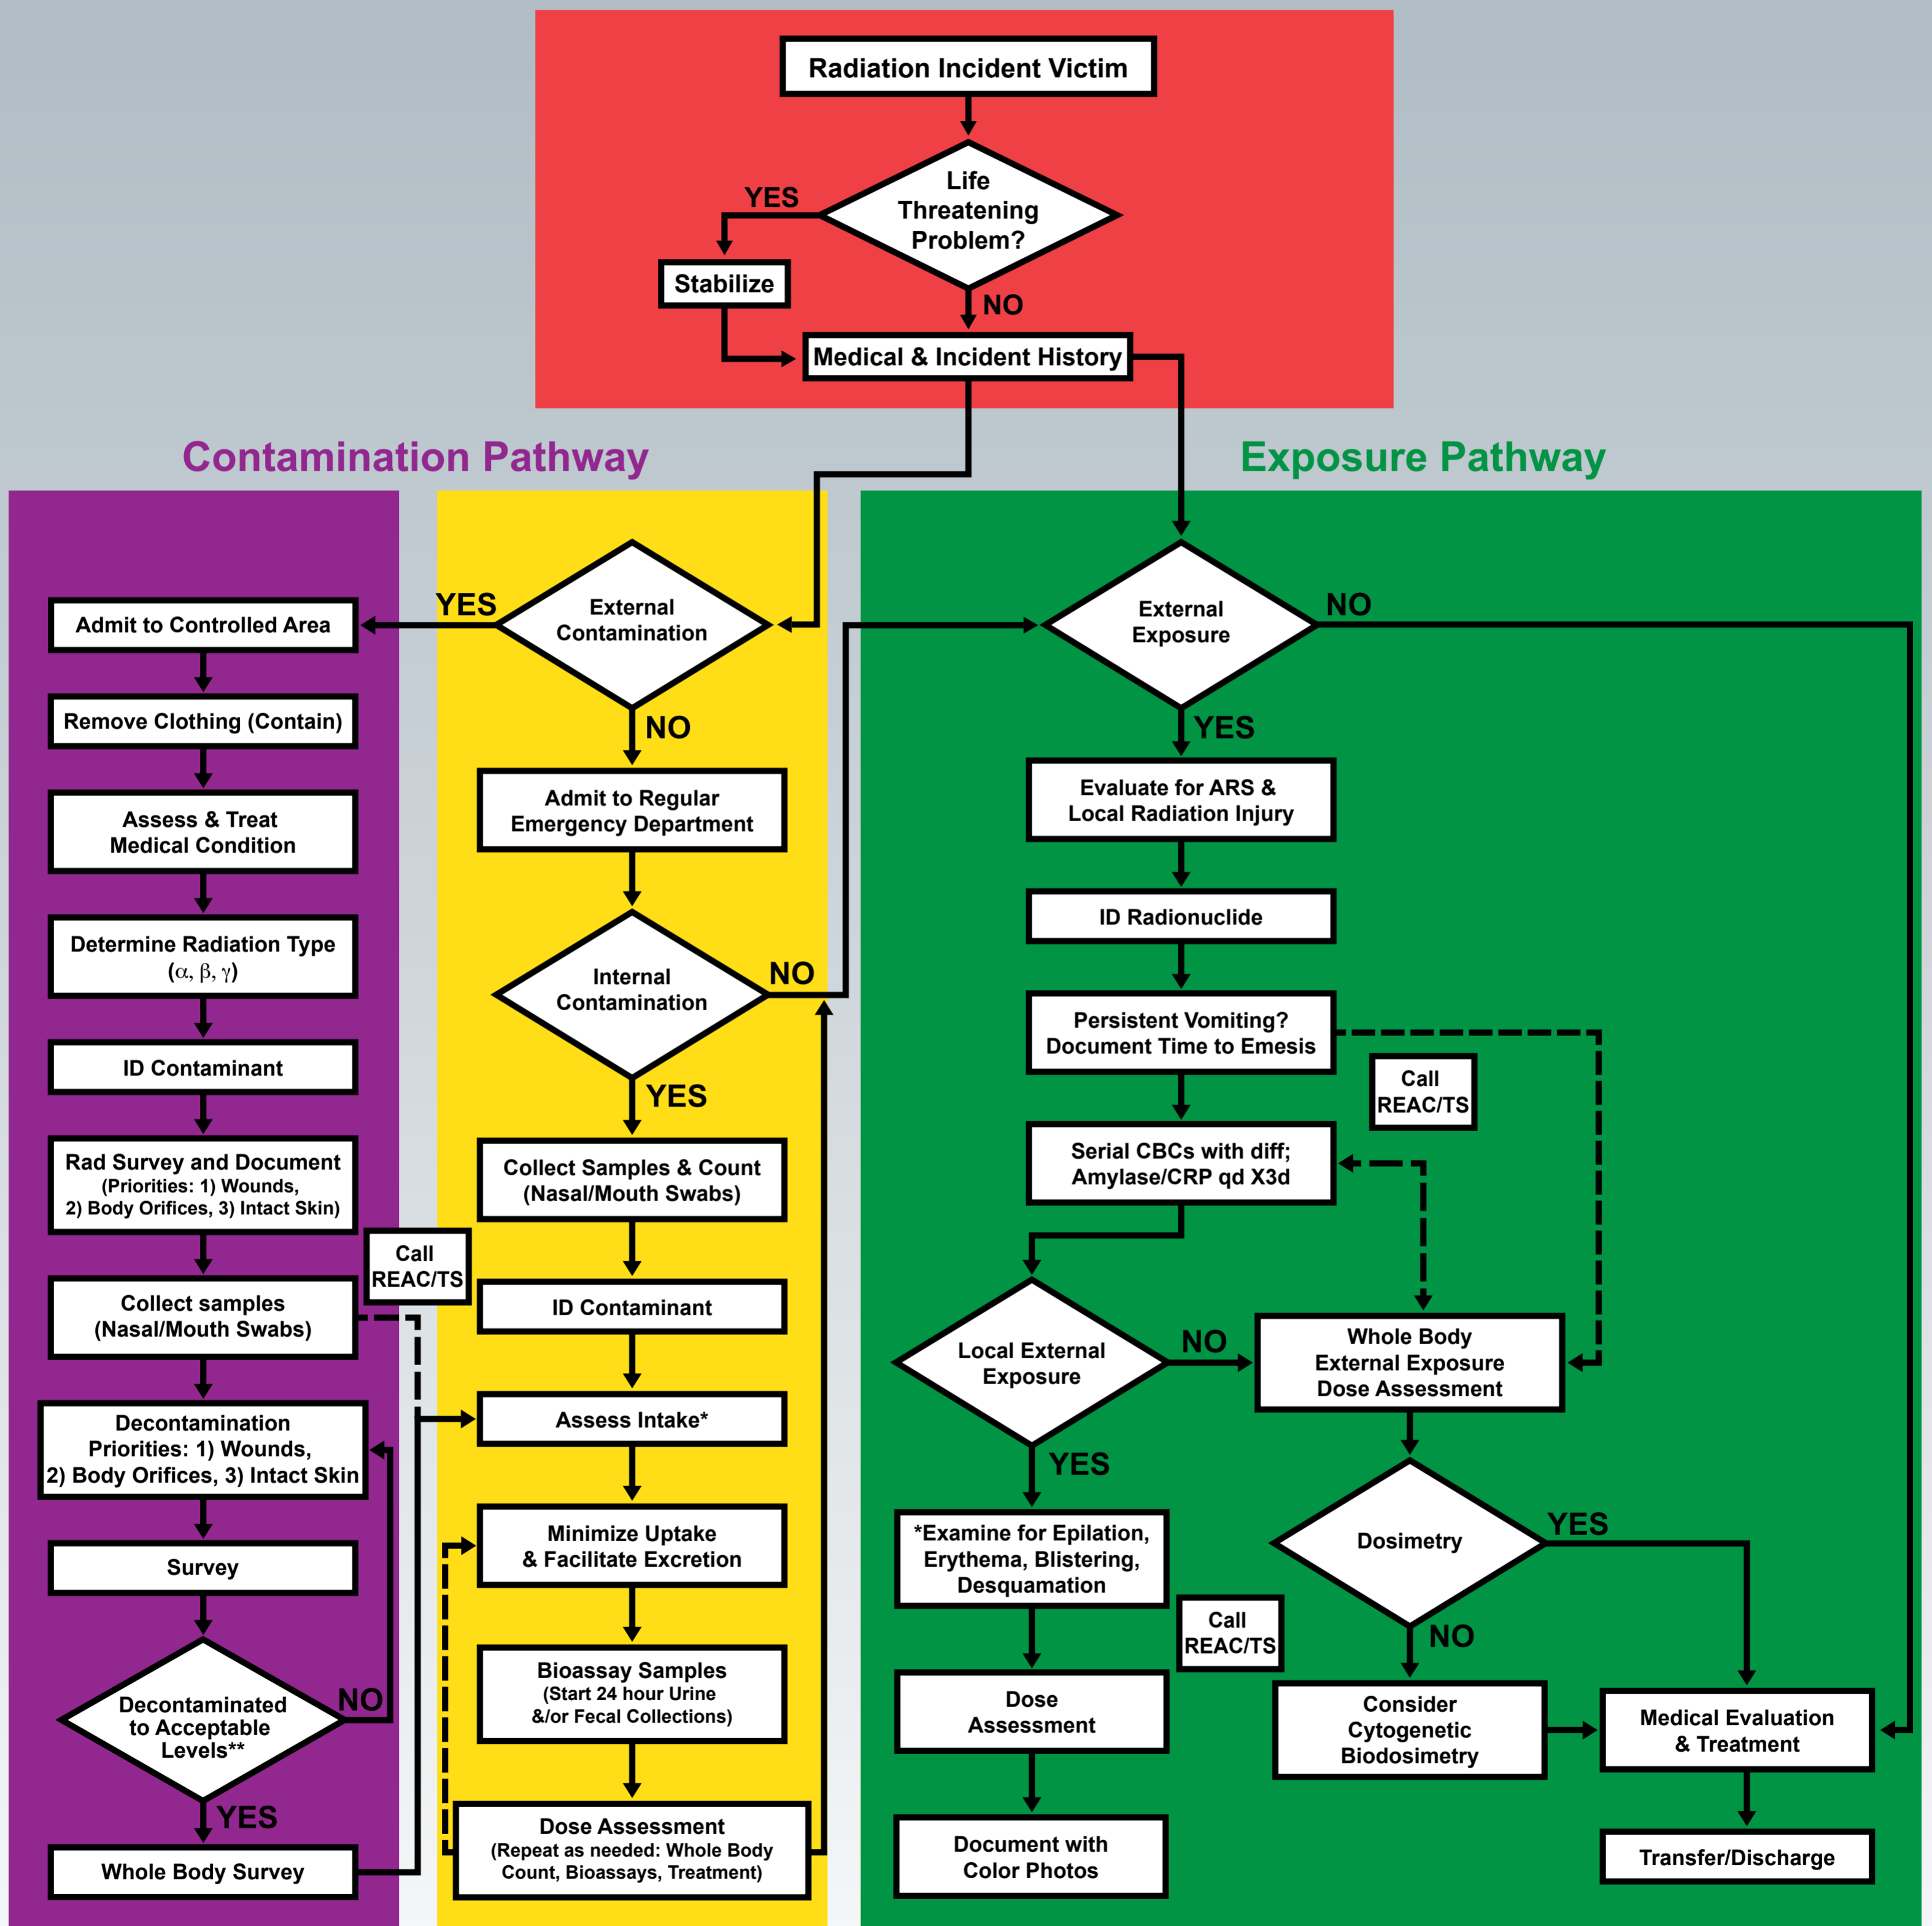 Radiation Incident Victim
Life
Threatening
Problem?
YES
Stabilize
NO
Medical & Incident History
Contamination Pathway
Exposure Pathway
Admit to Controlled Area
Remove Clothing (Contain)
Assess & Treat
Medical Condition
Determine Radiation Type
(α, β, γ)
ID Contaminant
Rad Survey and Document
(Priorities: 1) Wounds,
2) Body Orifices, 3) Intact Skin)
Call
REAC/TS
Collect samples
(Nasal/Mouth Swabs)
Decontamination
Priorities: 1) Wounds,
2) Body Orifices, 3) Intact Skin
Survey
Decontaminated
to Acceptable
Levels**
NO
YES
Whole Body Survey
YES
External
Contamination
NO
Admit to Regular
Emergency Department
Internal
Contamination
NO
YES
Collect Samples & Count
(Nasal/Mouth Swabs)
ID Contaminant
Assess Intake*
Minimize Uptake
& Facilitate Excretion
Bioassay Samples
(Start 24 hour Urine
&/or Fecal Collections)
Dose Assessment
(Repeat as needed: Whole Body
Count, Bioassays, Treatment)
External
Exposure
NO
YES
Evaluate for ARS &
Local Radiation Injury
ID Radionuclide
Persistent Vomiting?
Document Time to Emesis
Call
REAC/TS
Serial CBCs with diff;
Amylase/CRP qd X3d
Local External
Exposure
NO
YES
Whole Body
External Exposure
Dose Assessment
*Examine for Epilation,
Erythema, Blistering,
Desquamation
Call
REAC/TS
Dose
Assessment
Document with
Color Photos
Dosimetry
YES
NO
Consider
Cytogenetic
Biodosimetry
Medical Evaluation
& Treatment
Transfer/Discharge